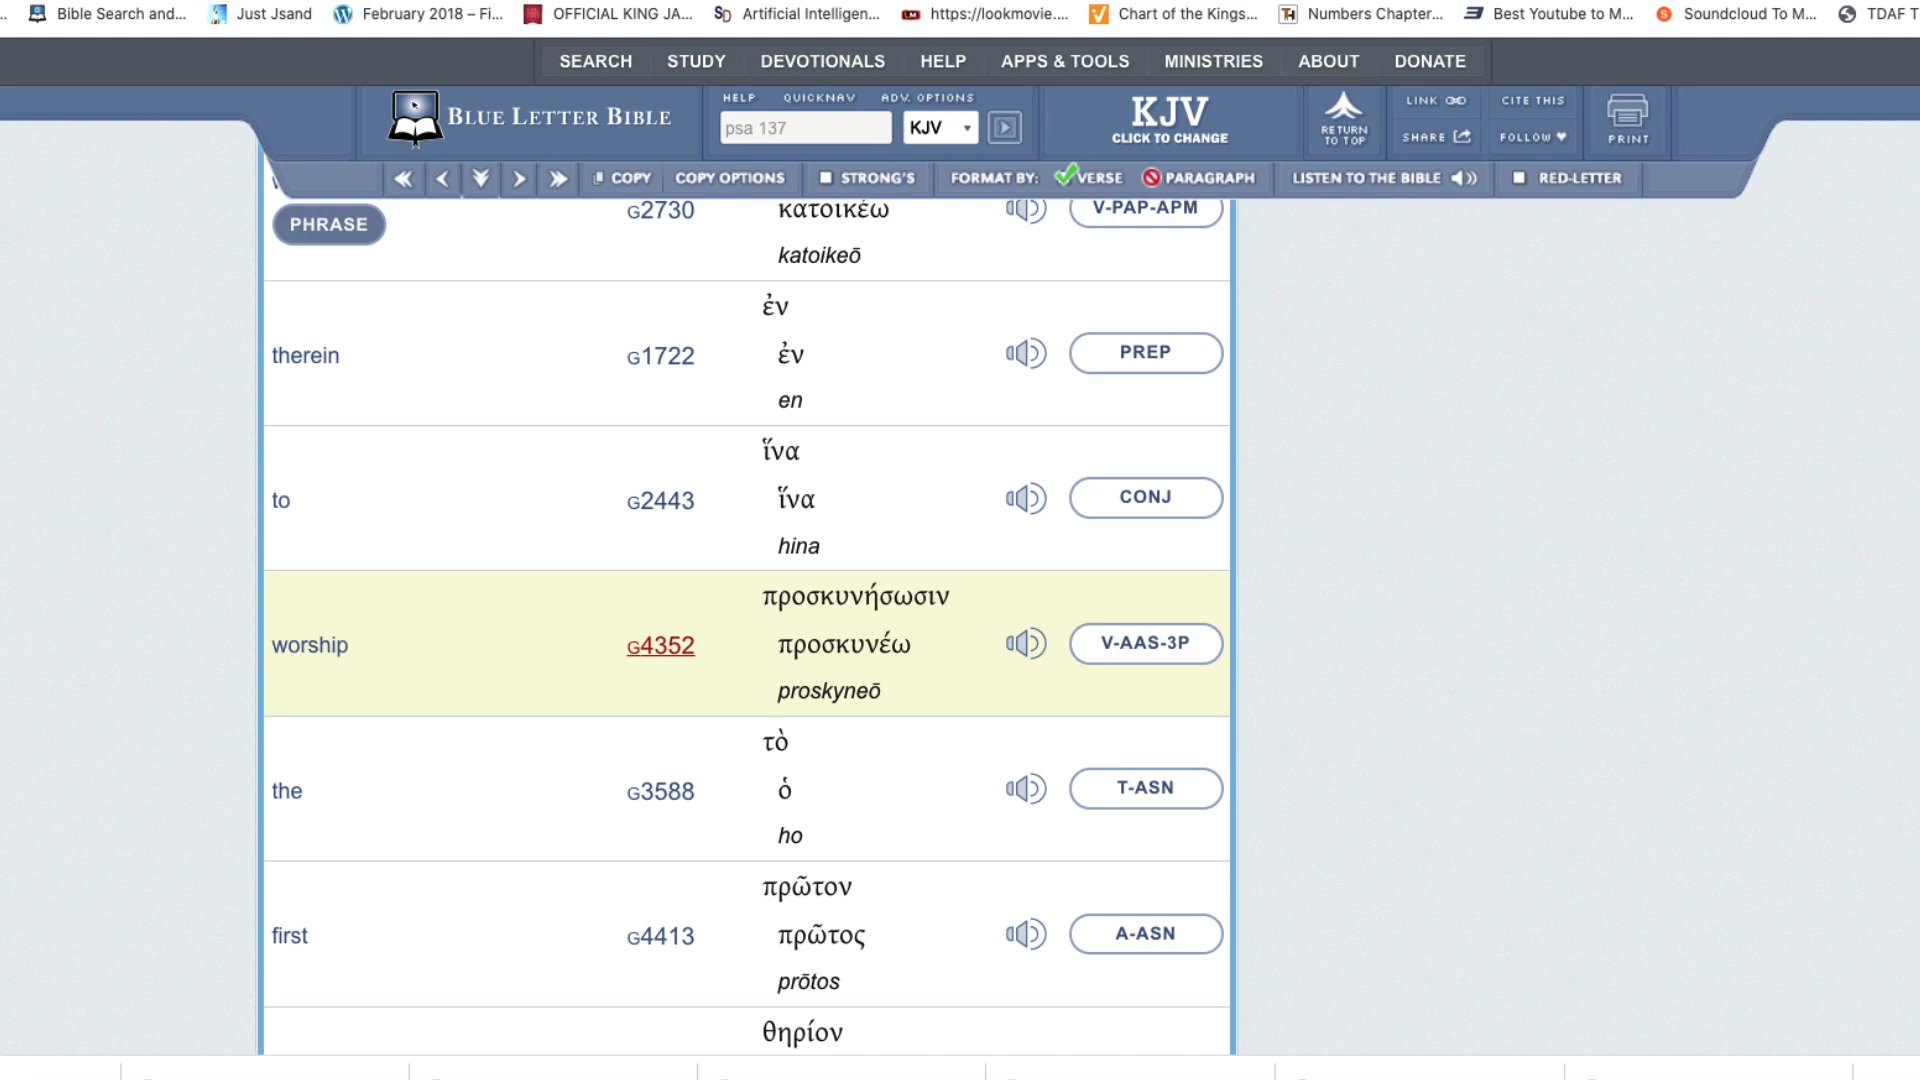 Bible Search and...
Just Jsand
February 2018 – Fi...
OFFICIAL KING JA...
Artificial Intelligen...
https://lookmovie....
Chart of the Kings...
Numbers Chapter...
Best Youtube to M...
Soundcloud To M...
TDAF T
SEARCH STUDY DEVOTIONALS HELP APPS & TOOLS MINISTRIES ABOUT DONATE
BLUE LETTER BIBLE
HELP QUICKNAV ADV. OPTIONS
psa 137
KJV
KJV
CLICK TO CHANGE
RETURN
TO TOP
LINK
SHARE
CITE THIS
FOLLOW
PRINT
COPY COPY OPTIONS STRONG'S FORMAT BY: VERSE PARAGRAPH LISTEN TO THE BIBLE RED-LETTER
PHRASE
G2730
κατοικέω
V-PAP-APM
katoikeō
ἐν
therein G1722 ἐν PREP
en
ἵνα
to G2443 ἵνα CONJ
hina
προσκυνήσωσιν
worship G4352 προσκυνέω V-AAS-3P
proskyneō
τὸ
the G3588 ὁ T-ASN
ho
πρῶτον
first G4413 πρῶτος A-ASN
prōtos
θηρίον